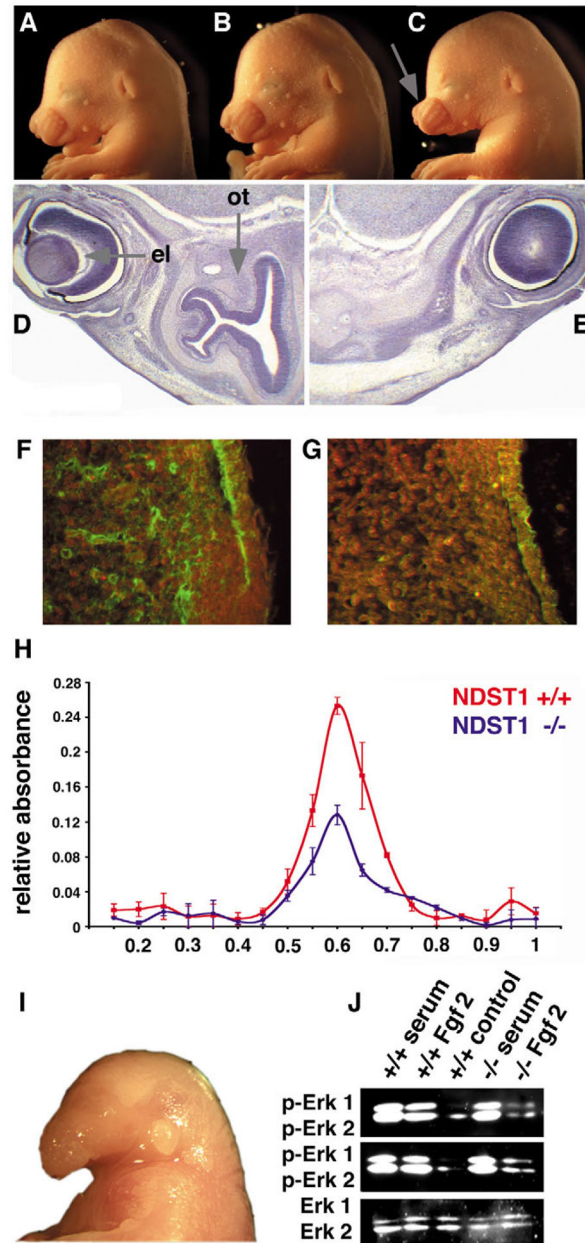 A B C
ot
el
D E
F G
H
0.28
0.24
0.20
0.16
0.12
0.08
0.04
0
relative absorbance
NDST1 +/+
NDST1 -/-
0.2 0.3 0.4 0.5 0.6 0.7 0.8 0.9 1
I J
+/+ serum
+/+ Fgf 2
+/+ control
-/- serum
-/- Fgf 2
p-Erk 1
p-Erk 2
p-Erk 1
p-Erk 2
Erk 1
Erk 2